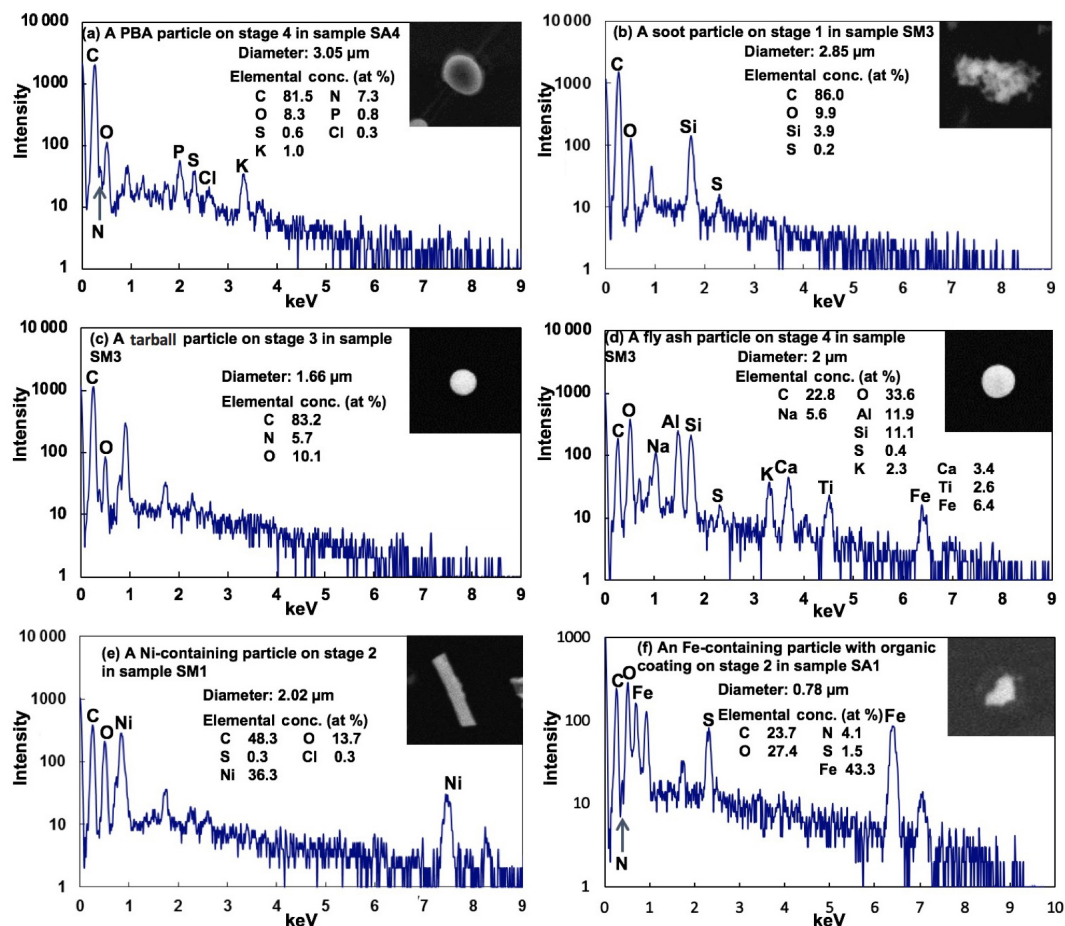 (a) A PBA particle on stage 4 in sample SA4
Diameter: 3.05 µm
Elemental conc. (at %)
C 81.5 N 7.3
O 8.3 P 0.8
S 0.6 Cl 0.3
K 1.0
10 000
1000
100
10
1
Intensity
C
O
N
P
S
Cl
K
0 1 2 3 4 5 6 7 8 9
keV
(b) A soot particle on stage 1 in sample SM3
Diameter: 2.85 µm
Elemental conc. (at %)
C 86.0
O 9.9
Si 3.9
S 0.2
10 000
1000
100
10
1
Intensity
C
O
Si
S
0 1 2 3 4 5 6 7 8 9
keV
(c) A tarball particle on stage 3 in sample
SM3
Diameter: 1.66 µm
Elemental conc. (at %)
C 83.2
N 5.7
O 10.1
10 000
1000
100
10
1
Intensity
C
O
0 1 2 3 4 5 6 7 8 9
keV
(d) A fly ash particle on stage 4 in sample
SM3
Diameter: 2 µm
Elemental conc. (at %)
C 22.8 O 33.6
Na 5.6 Al 11.9
Si 11.1
S 0.4
K 2.3 Ca 3.4
Ti 2.6
Fe 6.4
10 000
1000
100
10
1
Intensity
C
O
Na
Al
Si
S
K
Ca
Ti
Fe
0 1 2 3 4 5 6 7 8 9
keV
(e) A Ni-containing particle on stage 2
in sample SM1
Diameter: 2.02 µm
Elemental conc. (at %)
C 48.3 O 13.7
S 0.3 Cl 0.3
Ni 36.3
10 000
1000
100
10
1
Intensity
C
O
Ni
Ni
0 1 2 3 4 5 6 7 8 9
keV
(f) An Fe-containing particle with organic
coating on stage 2 in sample SA1
Diameter: 0.78 µm
Elemental conc. (at %)
C 23.7 N 4.1
O 27.4 S 1.5
Fe 43.3
1000
100
10
1
Intensity
C
O
Fe
N
S
Fe
0 1 2 3 4 5 6 7 8 9 10
keV